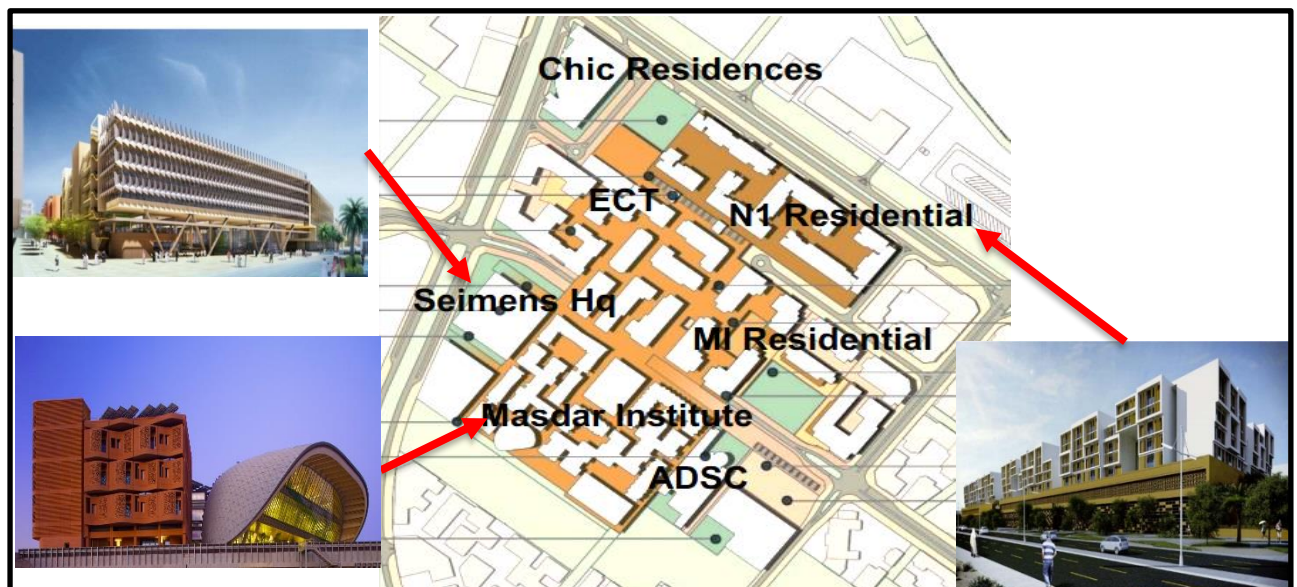 Chic Residences
ECT
N1 Residential
Seimens Hq
MI Residential
Masdar Institute
ADSC